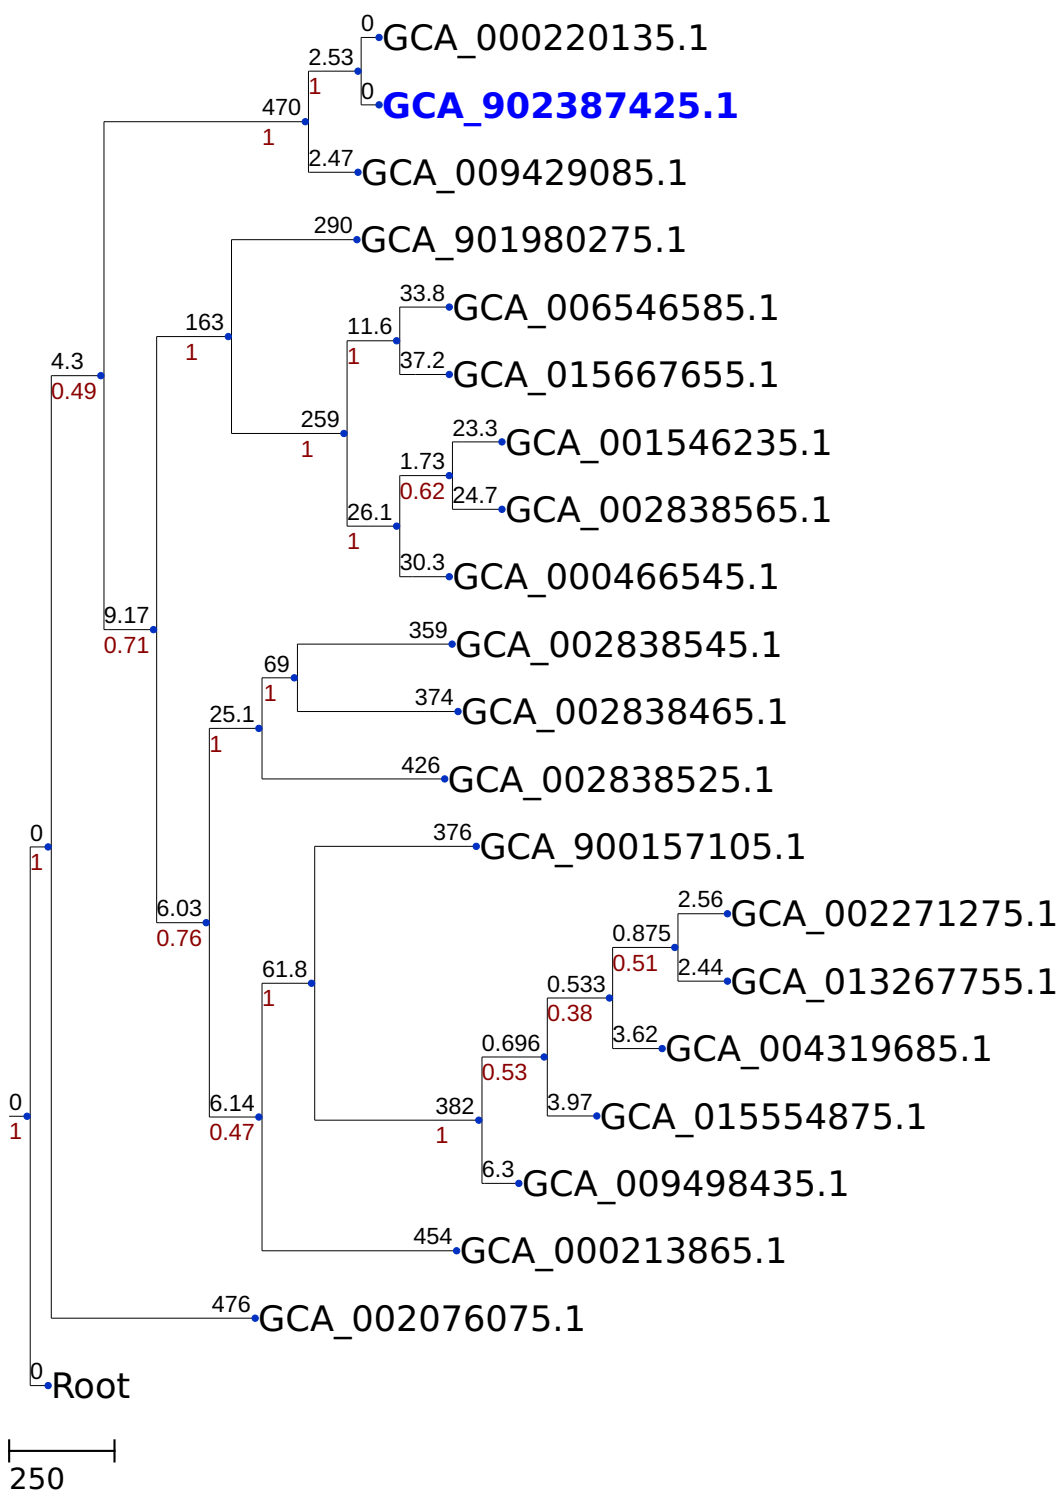 0
GCA_000220135.1
2.53
1
0
GCA_902387425.1
470
1
2.47
GCA_009429085.1
290
GCA_901980275.1
33.8
GCA_006546585.1
163
1
11.6
1
37.2
GCA_015667655.1
4.3
0.49
259
1
23.3
GCA_001546235.1
1.73
0.62
24.7
GCA_002838565.1
26.1
1
30.3
GCA_000466545.1
9.17
0.71
359
GCA_002838545.1
69
1
374
GCA_002838465.1
25.1
1
426
GCA_002838525.1
0
1
376
GCA_900157105.1
6.03
0.76
2.56
GCA_002271275.1
0.875
0.51
2.44
GCA_013267755.1
61.8
1
0.533
0.38
3.62
GCA_004319685.1
0.696
0.53
3.97
GCA_015554875.1
0
1
6.14
0.47
382
1
6.3
GCA_009498435.1
454
GCA_000213865.1
476
GCA_002076075.1
0
Root
250